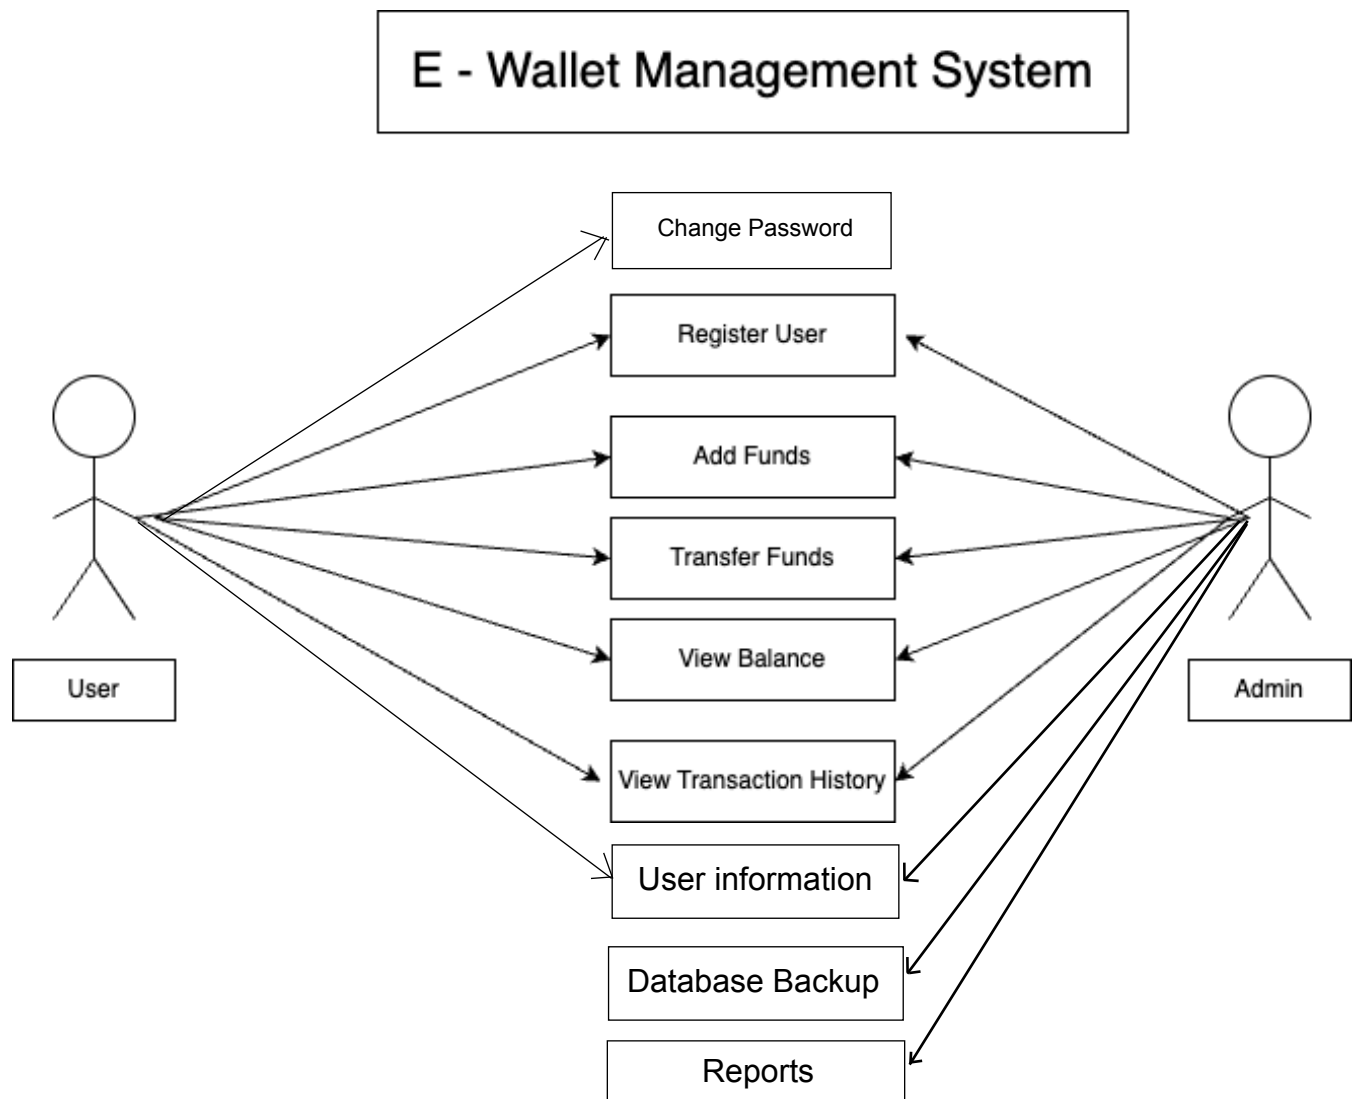 E - Wallet Management System
Change Password
Register User
Add Funds
Transfer Funds
View Balance
User
Admin
View Transaction History
User information
Database Backup
Reports